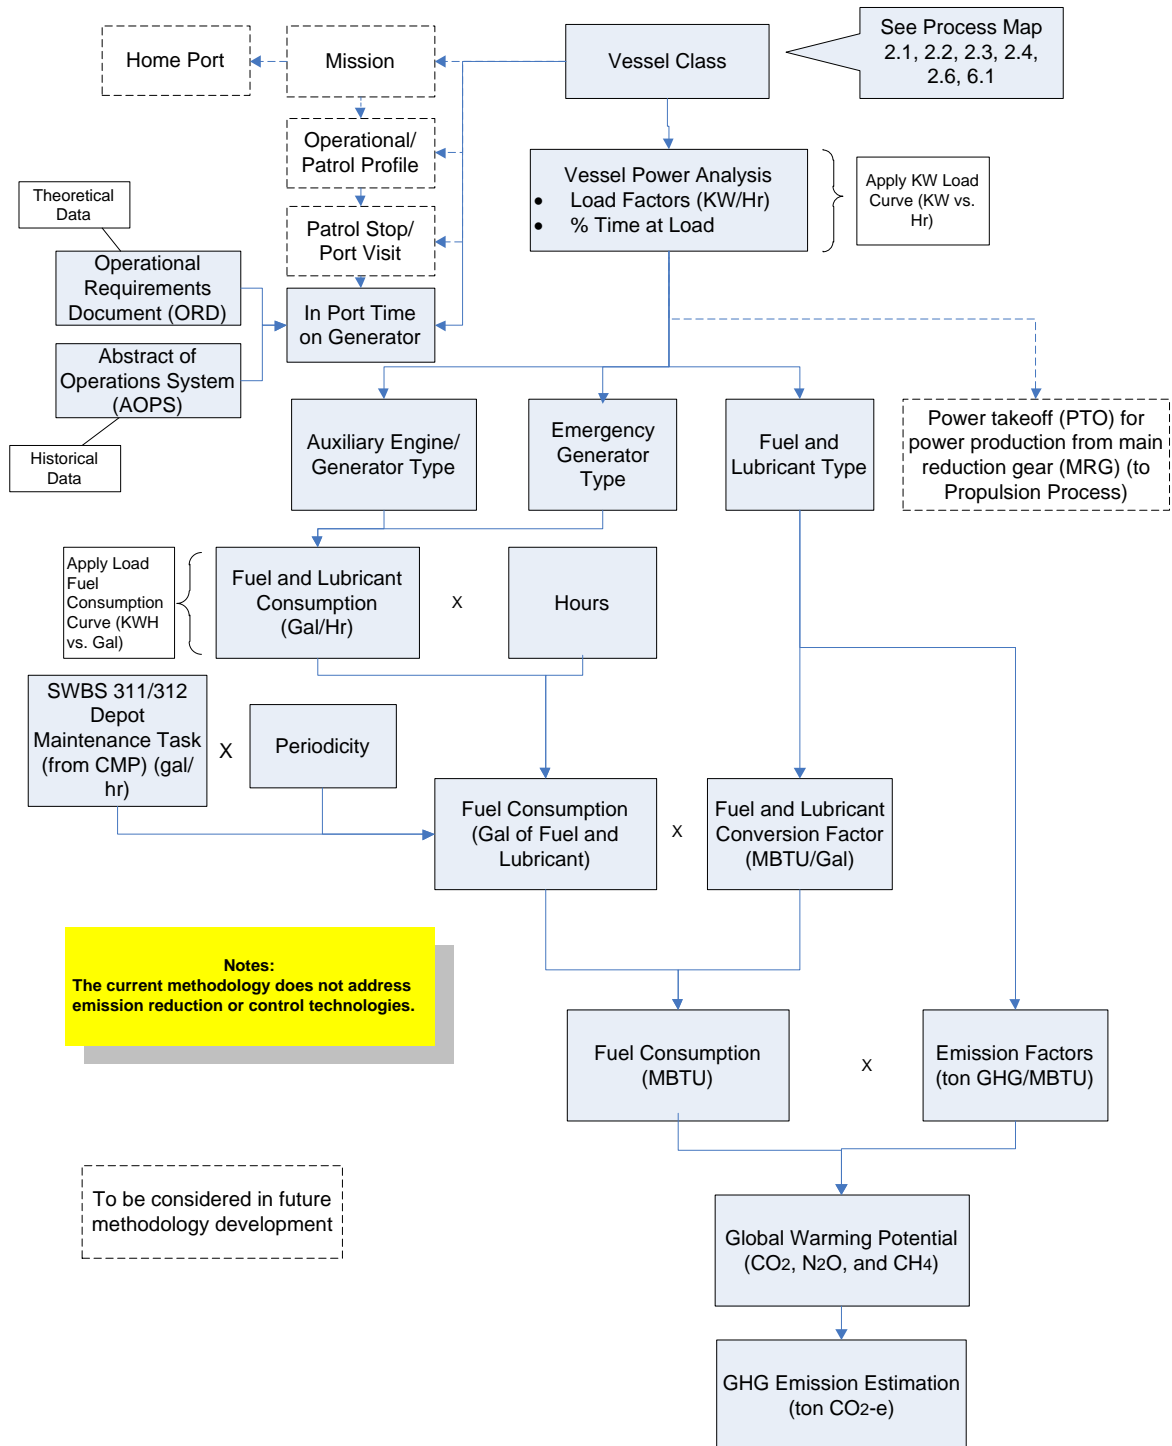 Home Port
Mission
Vessel Class
See Process Map
2.1, 2.2, 2.3, 2.4,
2.6, 6.1
Operational/
Patrol Profile
Vessel Power Analysis
• Load Factors (KW/Hr)
• % Time at Load
Apply KW Load
Curve (KW vs.
Hr)
Theoretical
Data
Patrol Stop/
Port Visit
Operational
Requirements
Document (ORD)
In Port Time
on Generator
Abstract of
Operations System
(AOPS)
Historical
Data
Auxiliary Engine/
Generator Type
Emergency
Generator
Type
Fuel and
Lubricant Type
Power takeoff (PTO) for
power production from main
reduction gear (MRG) (to
Propulsion Process)
Apply Load
Fuel
Consumption
Curve (KWH
vs. Gal)
Fuel and Lubricant
Consumption
(Gal/Hr)
X
Hours
SWBS 311/312
Depot
Maintenance Task
(from CMP) (gal/
hr)
X
Periodicity
Fuel Consumption
(Gal of Fuel and
Lubricant)
X
Fuel and Lubricant
Conversion Factor
(MBTU/Gal)
Notes:
The current methodology does not address
emission reduction or control technologies.
Fuel Consumption
(MBTU)
X
Emission Factors
(ton GHG/MBTU)
To be considered in future
methodology development
Global Warming Potential
(CO2, N2O, and CH4)
GHG Emission Estimation
(ton CO2-e)